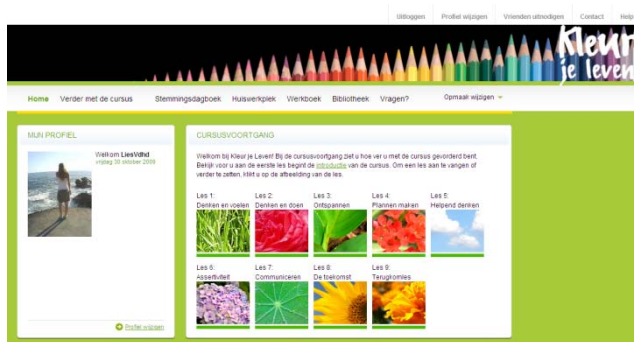 Uitloggen Profiel wijzigen Vrienden uitnodigen Contact Help
Kleur
je leven
Home Verder met de cursus Stemmingsdagboek Huiswerkplek Werkboek Bibliotheek Vragen? Opmaak wijzigen
MIJN PROFIEL
Welkom LiesVdhd
vrijdag 30 oktober 2009
Profiel wijzigen
CURSUSVOORTGANG
Welkom bij Kleur je Leven! Bij de cursusvoortgang ziet u hoe ver u met de cursus gevorderd bent.
Bekijk voor u aan de eerste les begint de introductie van de cursus. Om een les aan te vangen of
verder te zetten, klikt u op de afbeelding van de les.
Les 1: Les 2: Les 3: Les 4: Les 5:
Denken en voelen Denken en doen Ontspannen Plannen maken Helpend denken
Les 6: Les 7: Les 8: Les 9:
Assertiviteit Communiceren De toekomst Terugkomles